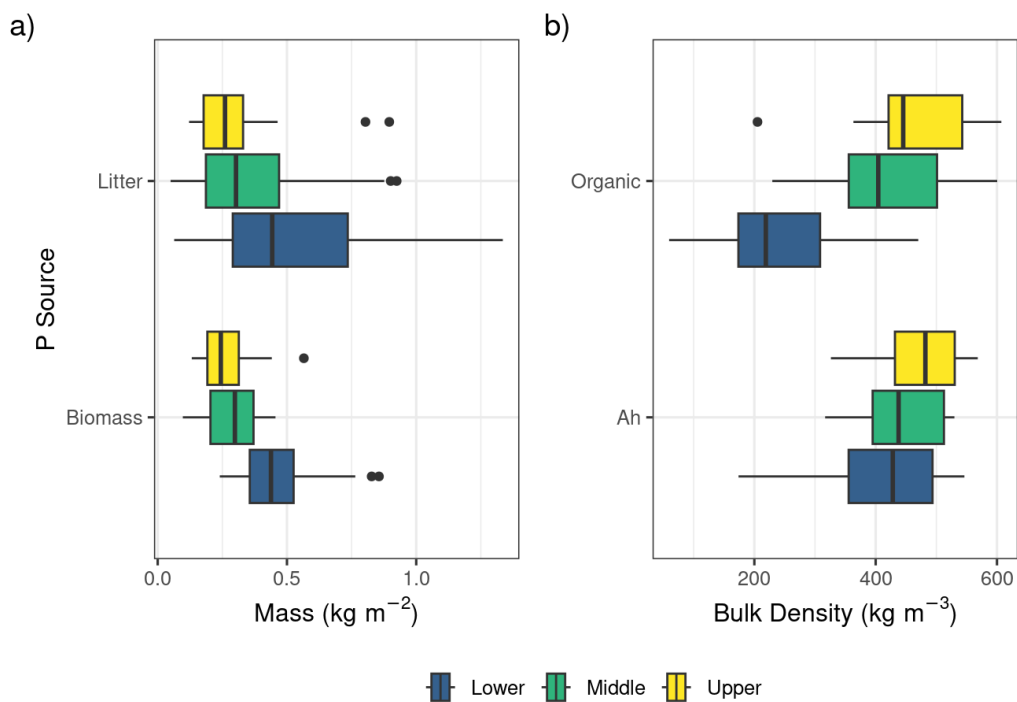 a)
P Source
Litter
Biomass
0.0 0.5 1.0
Mass (kg m⁻²)
b)
Organic
Ah
200 400 600
Bulk Density (kg m⁻³)
Lower Middle Upper